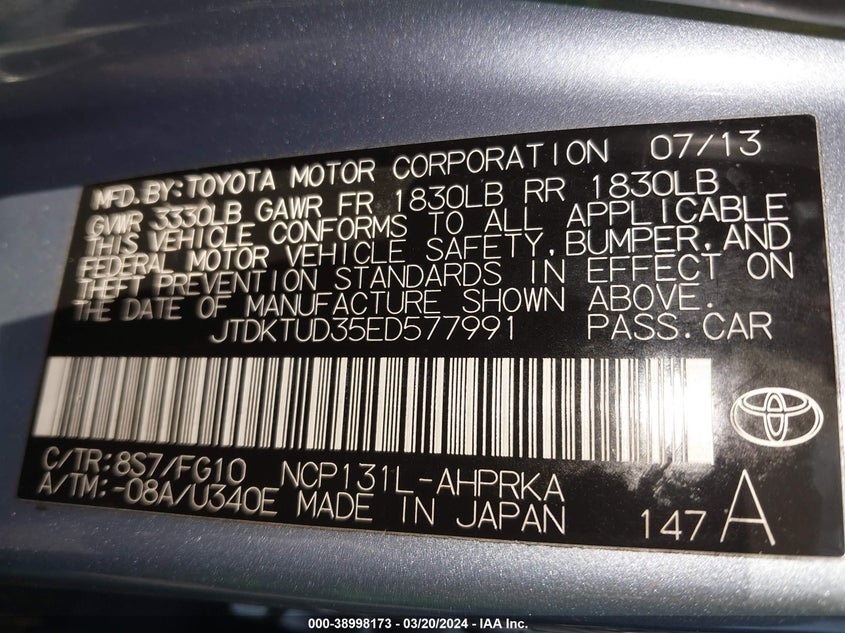 MFD.BY:TOYOTA MOTOR CORPORATION 07/13
GVWR 3330LB GAWR FR 1830LB RR 1830LB
THIS VEHICLE CONFORMS TO ALL APPLICABLE
FEDERAL MOTOR VEHICLE SAFETY, BUMPER, AND
THEFT PREVENTION STANDARDS IN EFFECT ON
THE DATE OF MANUFACTURE SHOWN ABOVE.
JTDKTUD35ED577991 PASS.CAR
C/TR:8S7/FG10 NCP131L-AHPRKA
A/TM:-08A/U340E MADE IN JAPAN 147 A
000-38998173 - 03/20/2024 - IAA Inc.